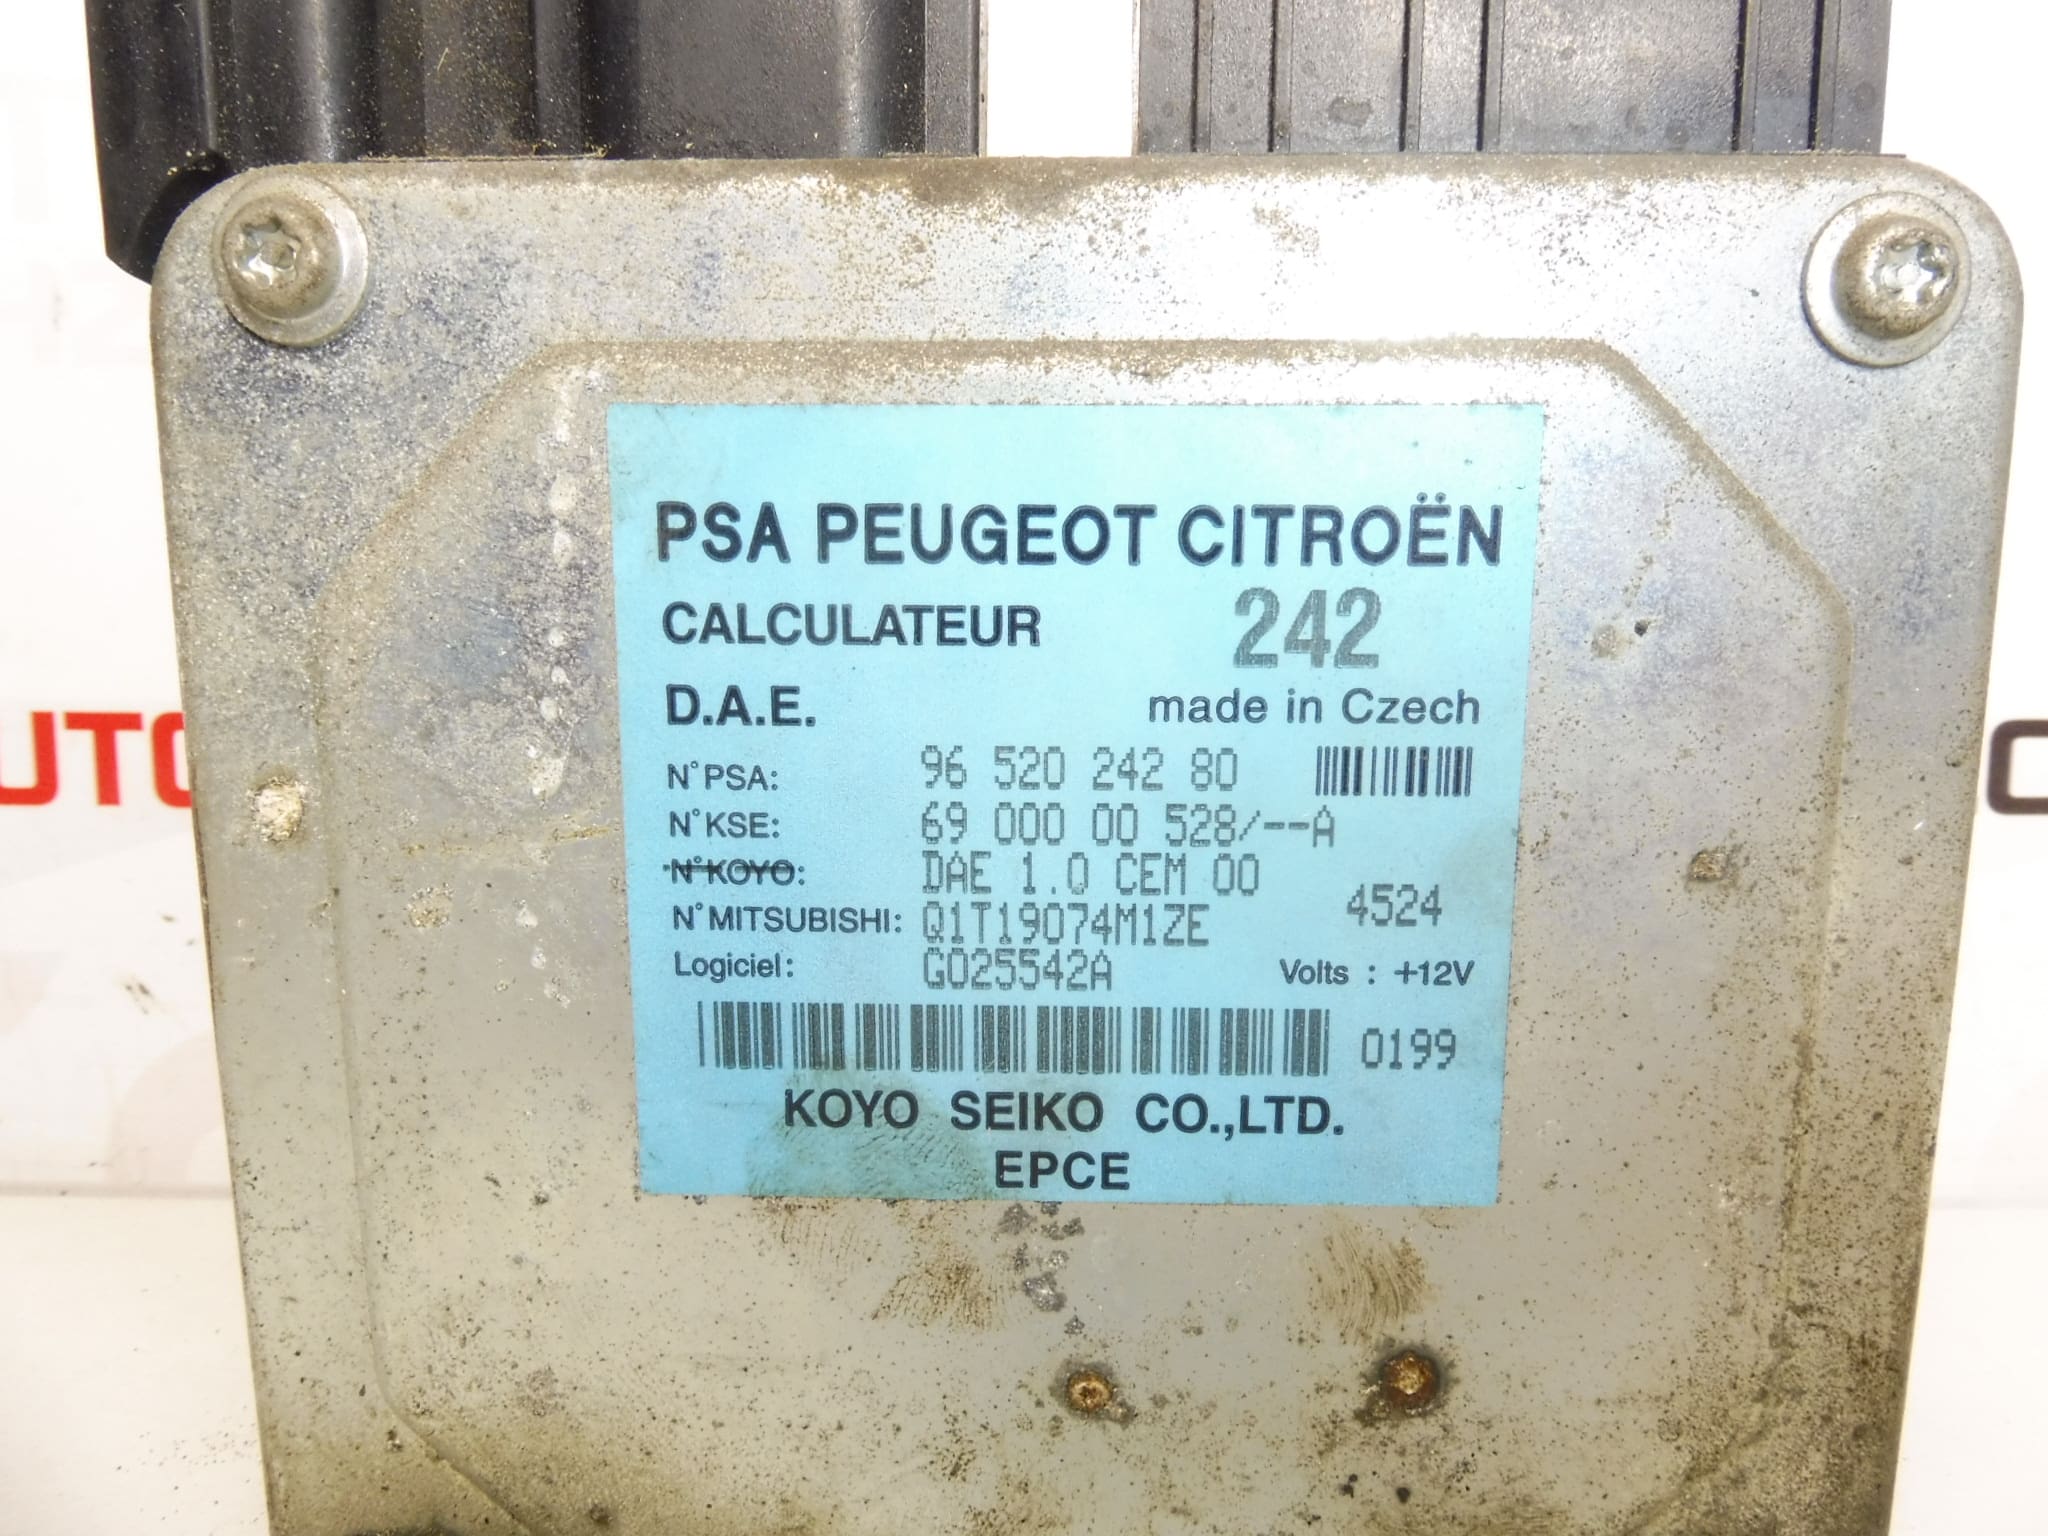 PSA PEUGEOT CITROËN
CALCULATEUR 242
D.A.E. made in Czech
N° PSA: 96 520 242 80
N° KSE: 69 000 00 528/--A
N° KOYO: DAE 1.0 CEM 00
4524
N° MITSUBISHI: Q1T19074M1ZE
Logiciel: G025542A Volts : +12V
0199
KOYO SEIKO CO.,LTD.
EPCE
UTO